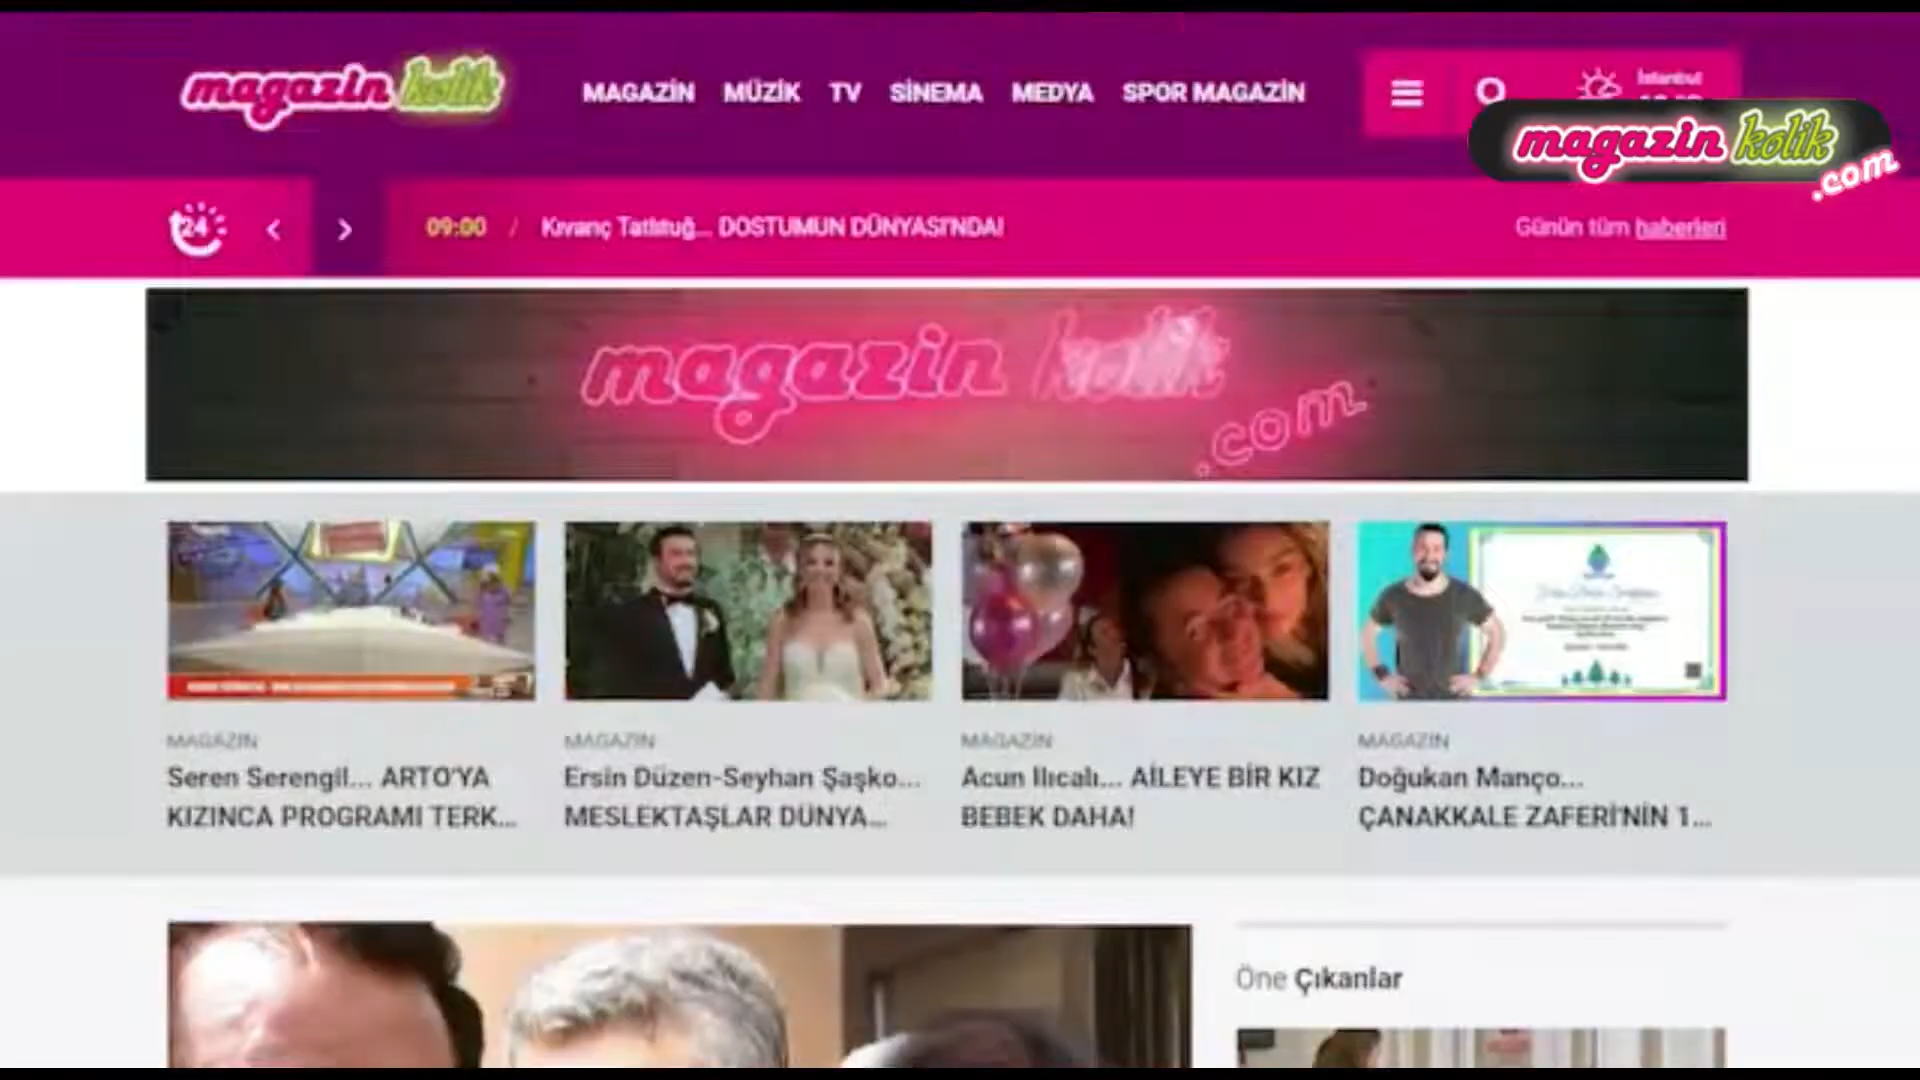 magazin kolik
MAGAZİN MÜZİK TV SİNEMA MEDYA SPOR MAGAZİN
İstanbul
magazin kolik
.com
24
09:00 / Kıvanç Tatlıtuğ... DOSTUMUN DÜNYASI'NDA!
Günün tüm haberleri
magazin kolik
.com
MAGAZİN
Seren Serengil... ARTO'YA
KIZINCA PROGRAMI TERK...
MAGAZİN
Ersin Düzen-Seyhan Şaşko...
MESLEKTAŞLAR DÜNYA...
MAGAZİN
Acun Ilıcalı... AİLEYE BİR KIZ
BEBEK DAHA!
MAGAZİN
Doğukan Manço...
ÇANAKKALE ZAFERİ'NİN 1...
Öne Çıkanlar